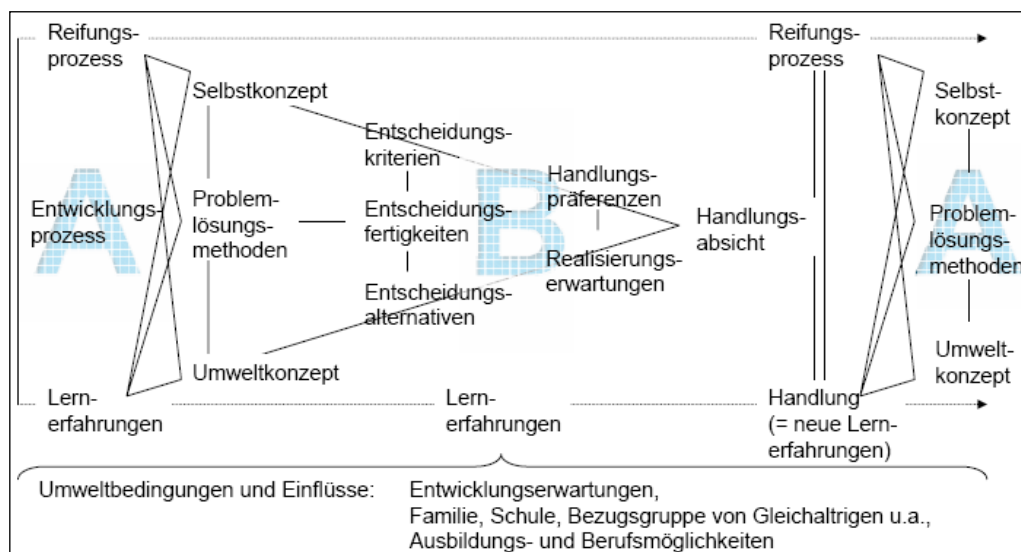 Reifungs-
prozess
Selbstkonzept
Entwicklungs-
prozess
Problem-
lösungs-
methoden
Umweltkonzept
Lern-
erfahrungen
A
Entscheidungs-
kriterien
Entscheidungs-
fertigkeiten
Entscheidungs-
alternativen
B
Handlungs-
präferenzen
Realisierungs-
erwartungen
Lern-
erfahrungen
Handlungs-
absicht
Reifungs-
prozess
Handlung
(= neue Lern-
erfahrungen)
Selbst-
konzept
Problem-
lösungs-
methoden
Umwelt-
konzept
A
Umweltbedingungen und Einflüsse:
Entwicklungserwartungen,
Familie, Schule, Bezugsgruppe von Gleichaltrigen u.a.,
Ausbildungs- und Berufsmöglichkeiten